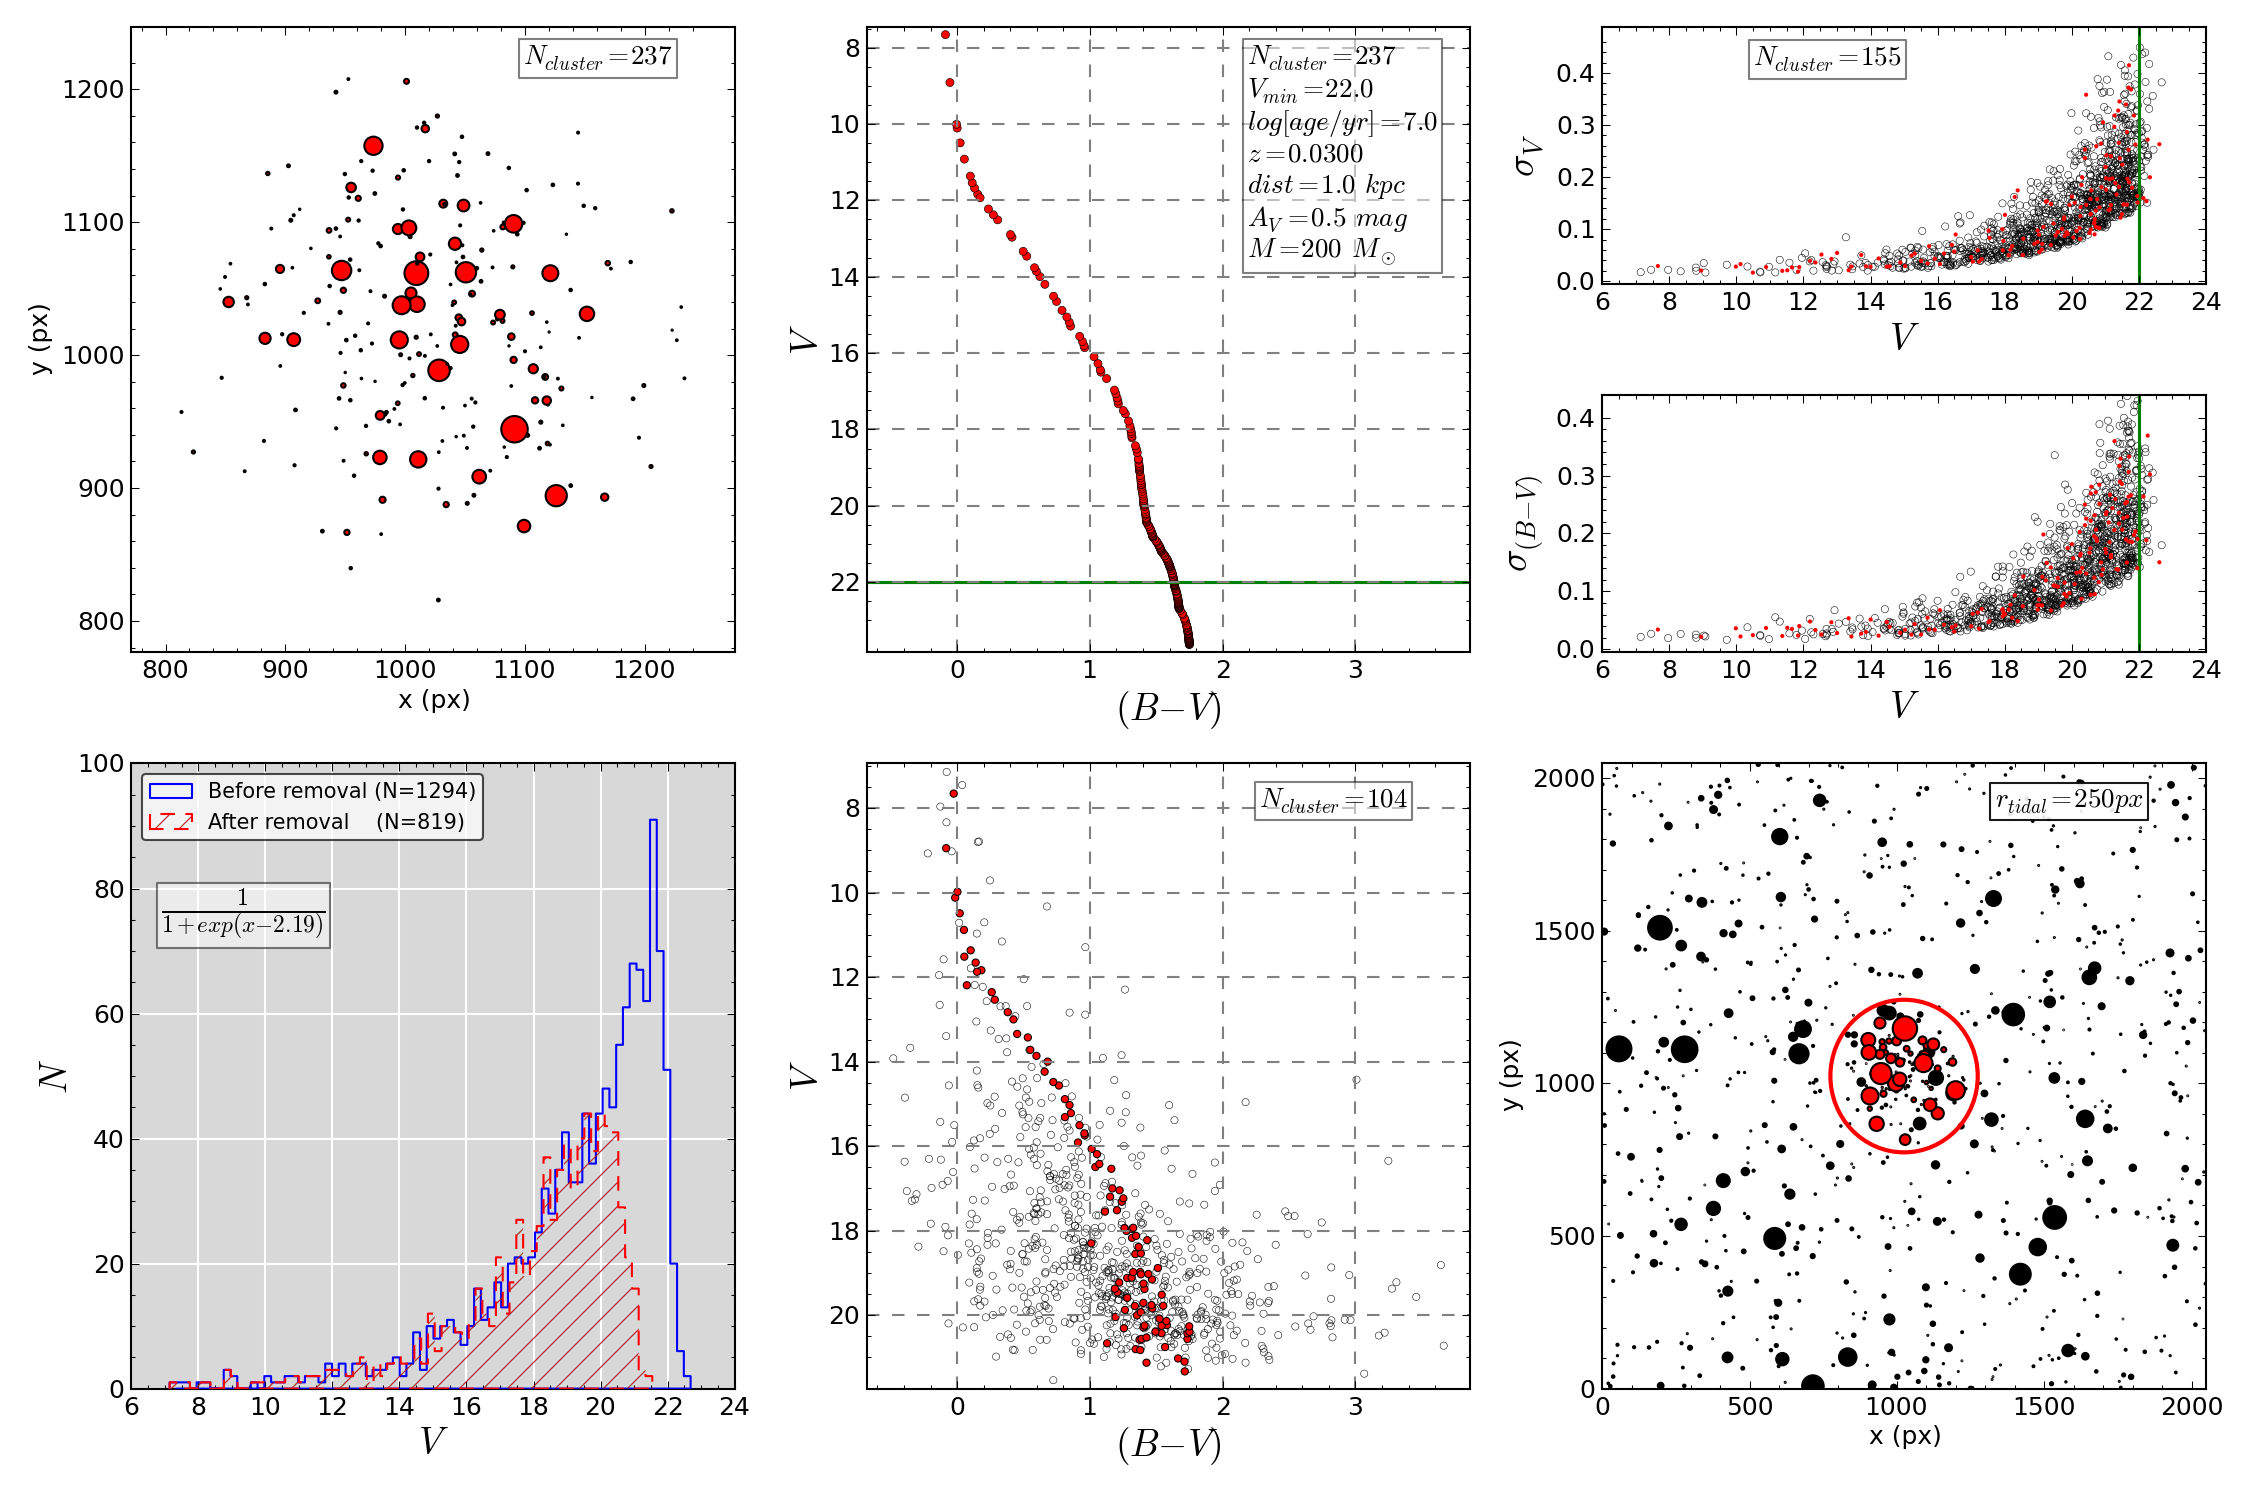 N_cluster=237
1200
1100
1000
900
800
800 900 1000 1100 1200
x (px)
y (px)
N_cluster=237
V_min=22.0
log[age/yr]=7.0
z=0.0300
dist=1.0 kpc
A_V=0.5 mag
M=200 M_⊙
8
10
12
14
16
18
20
22
0 1 2 3
(B−V)
V
N_cluster=155
0.4
0.3
0.2
0.1
0.0
6 8 10 12 14 16 18 20 22 24
V
σ_V
0.4
0.3
0.2
0.1
0.0
6 8 10 12 14 16 18 20 22 24
V
σ_(B−V)
100
80
60
40
20
0
Before removal (N=1294)
After removal (N=819)
1
1+exp(x−2.19)
6 8 10 12 14 16 18 20 22 24
V
N
N_cluster=104
8
10
12
14
16
18
20
0 1 2 3
(B−V)
V
r_tidal=250px
2000
1500
1000
500
0
0 500 1000 1500 2000
x (px)
y (px)